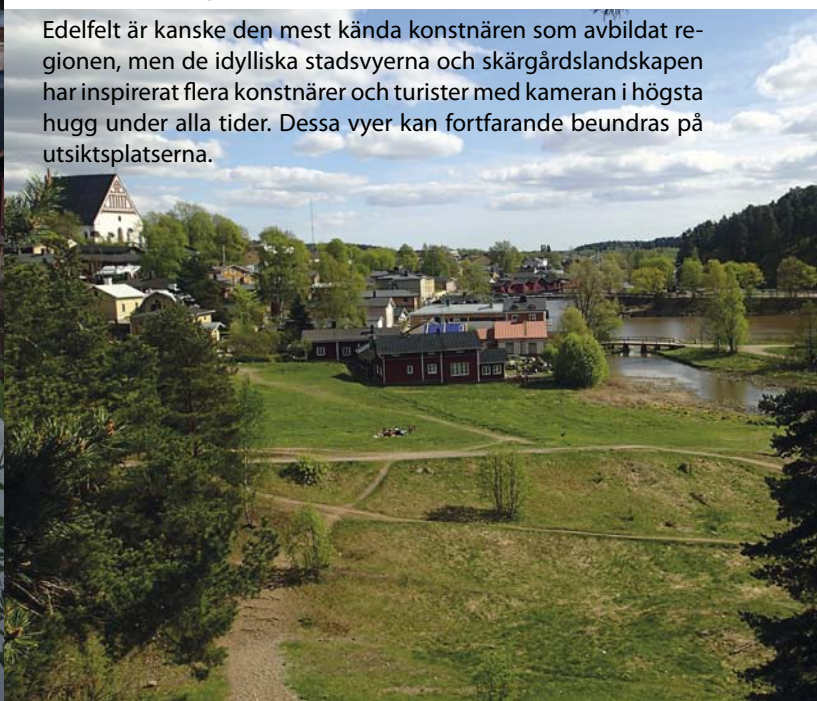 Edelfelt är kanske den mest kända konstnären som avbildat re-
gionen, men de idylliska stadsvyerna och skärgårdslandskapen
har inspirerat flera konstnärer och turister med kameran i högsta
hugg under alla tider. Dessa vyer kan fortfarande beundras på
utsiktsplatserna.